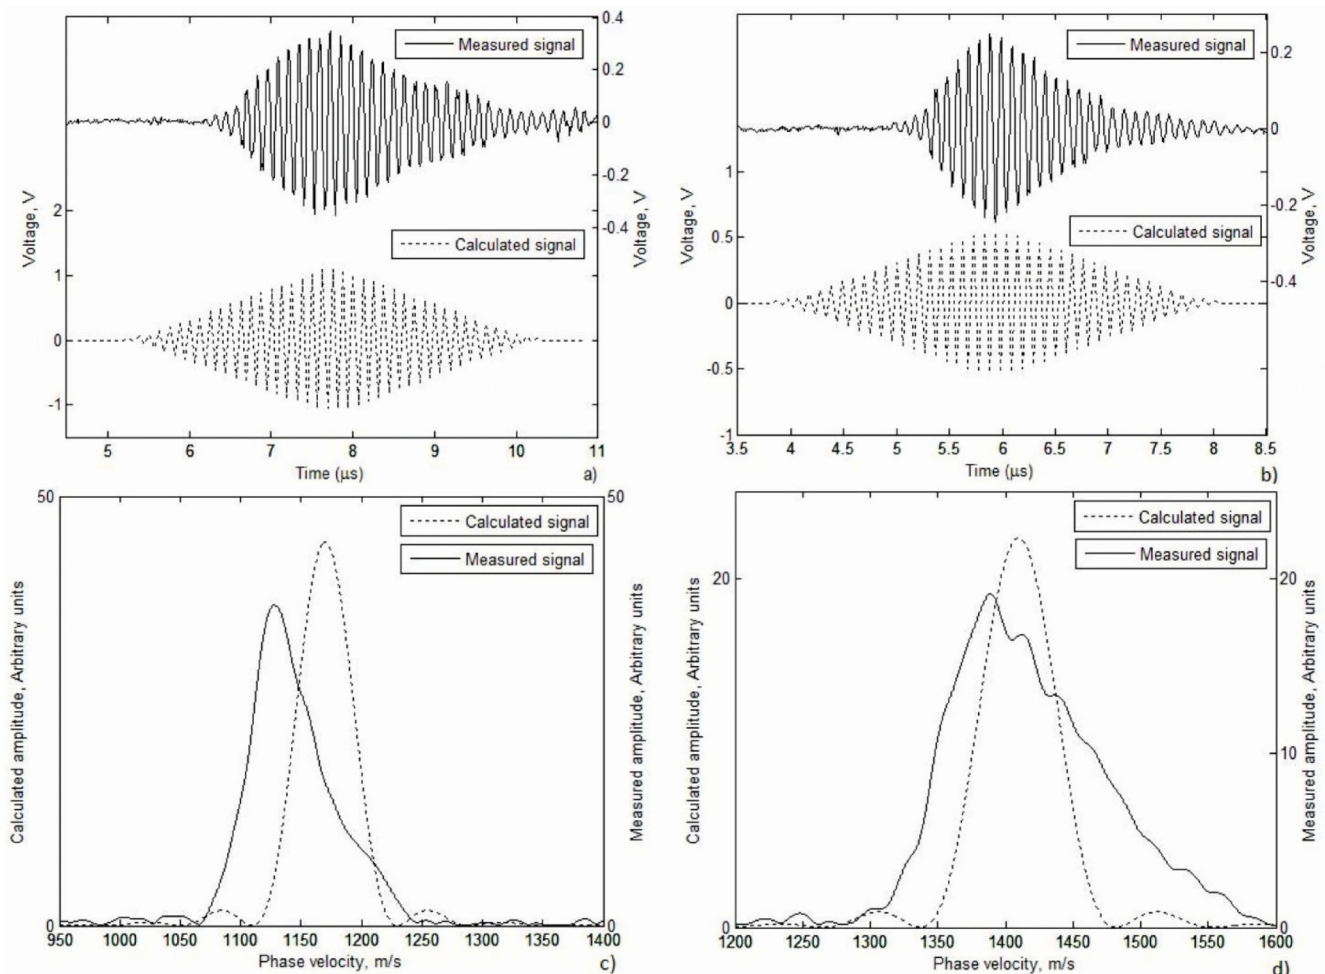 0.4
Measured signal
0.2
0
-0.2
-0.4
Voltage, V
2
1
0
-1
Voltage, V
Calculated signal
5 6 7 8 9 10 11
Time (µs)
a)
Measured signal
0.2
0
-0.2
-0.4
Voltage, V
1
0.5
0
-0.5
-1
Voltage, V
Calculated signal
3.5 4 4.5 5 5.5 6 6.5 7 7.5 8 8.5
Time (µs)
b)
50
0
Calculated amplitude, Arbitrary units
Calculated signal
Measured signal
50
0
Measured amplitude, Arbitrary units
950 1000 1050 1100 1150 1200 1250 1300 1350 1400
Phase velocity, m/s
c)
20
0
Calculated amplitude, Arbitrary units
Calculated signal
Measured signal
20
10
0
Measured amplitude, Arbitrary units
1200 1250 1300 1350 1400 1450 1500 1550 1600
Phase velocity, m/s
d)